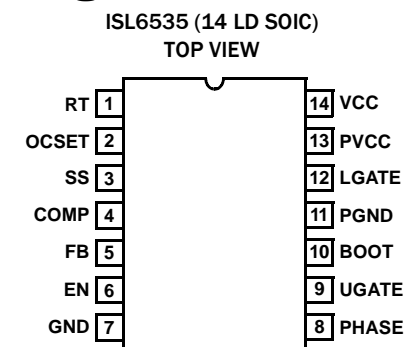 ISL6535 (14 LD SOIC)
TOP VIEW
RT 1 14 VCC
OCSET 2 13 PVCC
SS 3 12 LGATE
COMP 4 11 PGND
FB 5 10 BOOT
EN 6 9 UGATE
GND 7 8 PHASE